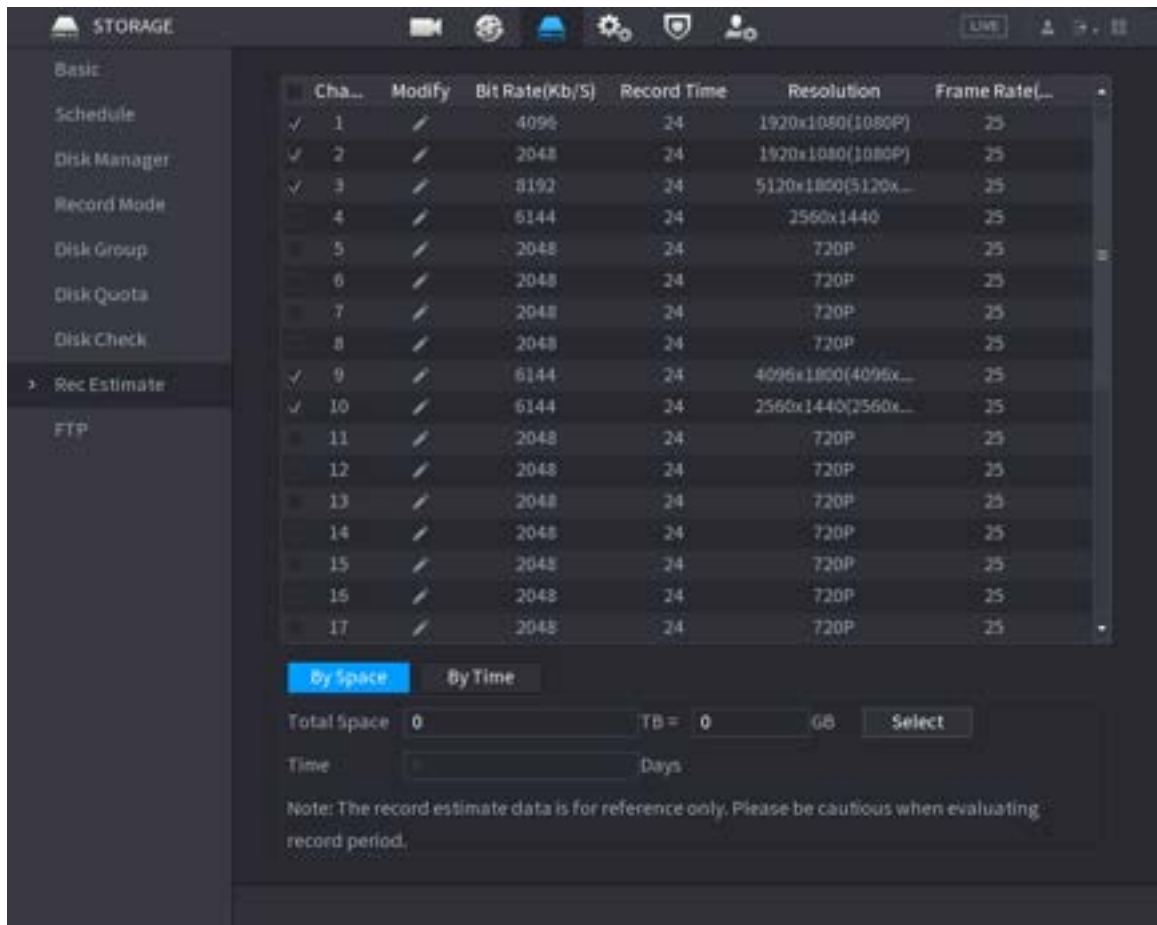 STORAGE
LIVE
Basic
Schedule
Disk Manager
Record Mode
Disk Group
Disk Quota
Disk Check
Rec Estimate
FTP
Cha... Modify Bit Rate(Kb/S) Record Time Resolution Frame Rate(...
1 4096 24 1920x1080(1080P) 25
2 2048 24 1920x1080(1080P) 25
3 8192 24 5120x1800(5120x... 25
4 6144 24 2560x1440 25
5 2048 24 720P 25
6 2048 24 720P 25
7 2048 24 720P 25
8 2048 24 720P 25
9 6144 24 4096x1800(4096x... 25
10 6144 24 2560x1440(2560x... 25
11 2048 24 720P 25
12 2048 24 720P 25
13 2048 24 720P 25
14 2048 24 720P 25
15 2048 24 720P 25
16 2048 24 720P 25
17 2048 24 720P 25
By Space By Time
Total Space 0 TB = 0 GB Select
Time Days
Note: The record estimate data is for reference only. Please be cautious when evaluating
record period.